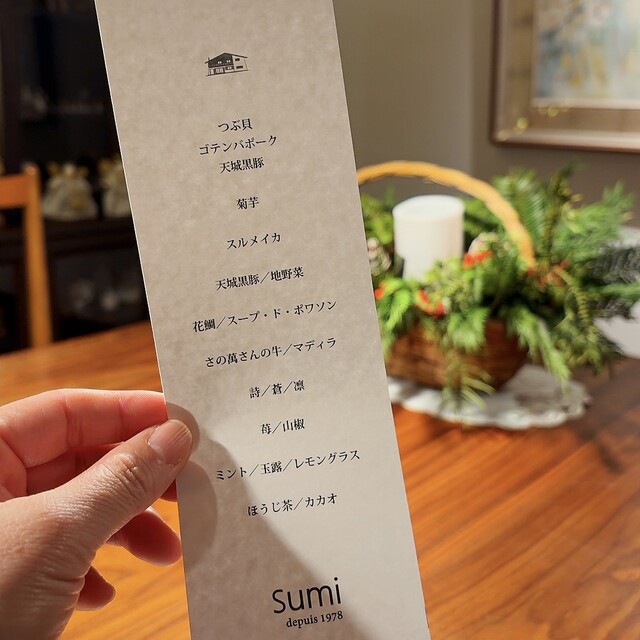 つぶ貝
ゴテンバポーク
天城黒豚
菊芋
スルメイカ
天城黒豚／地野菜
花鯛／スープ・ド・ポワソン
さの萬さんの牛／マディラ
詩／蒼／凛
苺／山椒
ミント／玉露／レモングラス
ほうじ茶／カカオ
sumi
depuis 1978